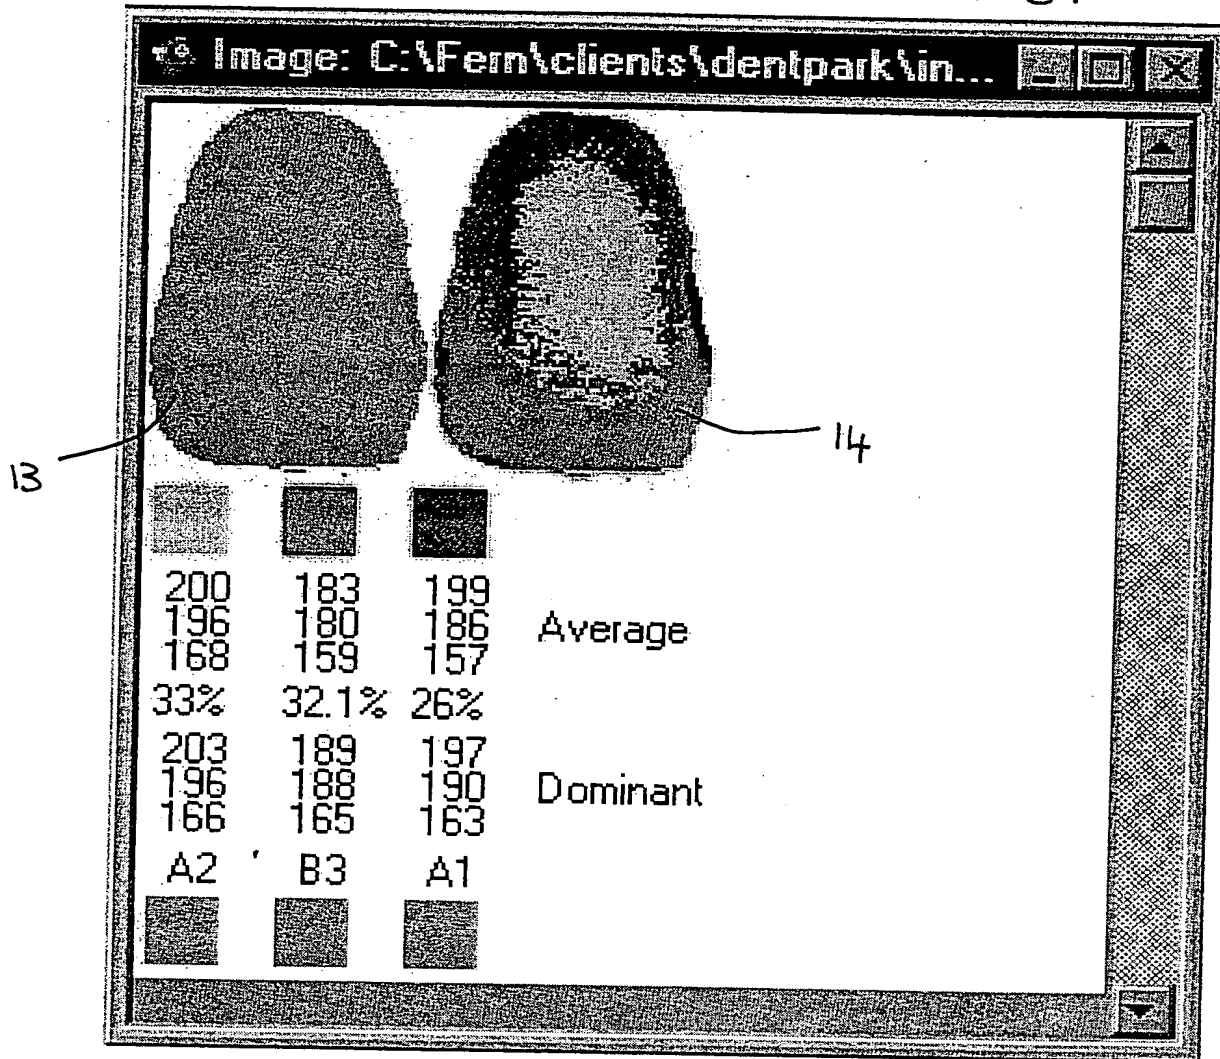 Image: C:\Fern\clients\dentpark\in...
14
13
200 183 199
196 180 186 Average
168 159 157
33% 32.1% 26%
203 189 197
196 188 190 Dominant
166 165 163
A2 B3 A1